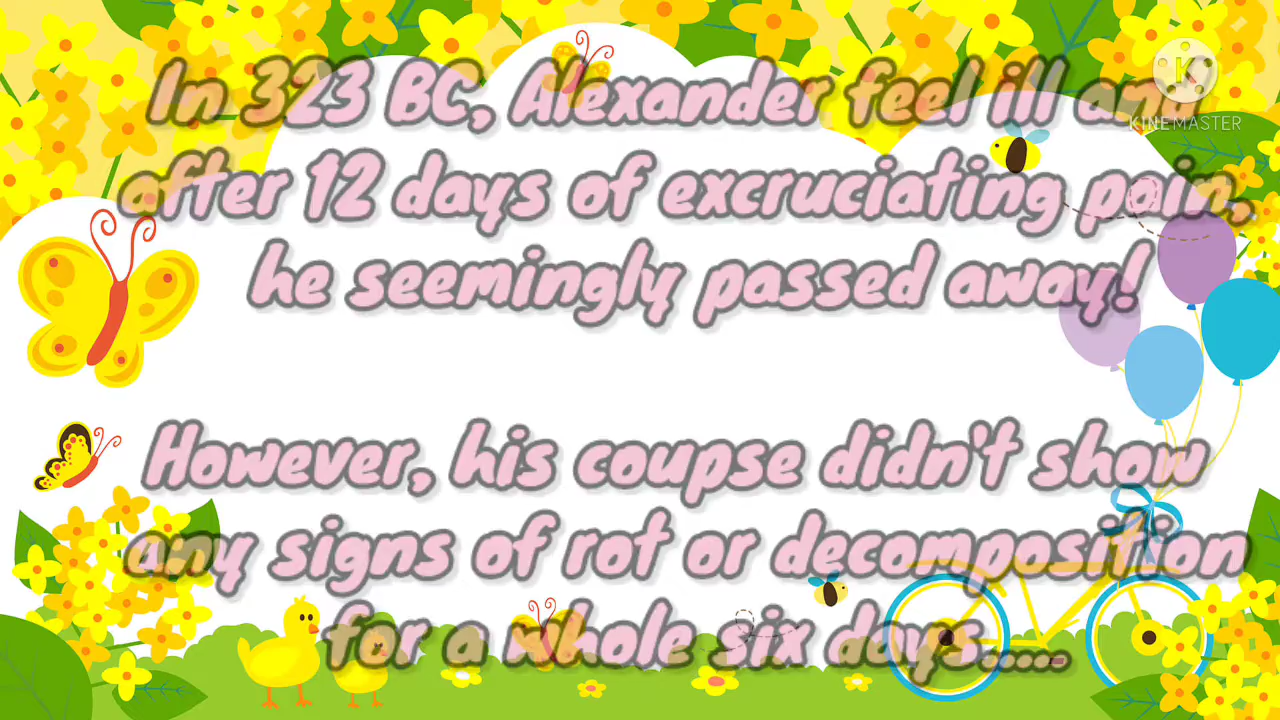 In 323 BC, Alexander feel ill and
after 12 days of excruciating pain,
he seemingly passed away!
However, his coupse didn't show
any signs of rot or decomposition
for a whole six days.....
K
KINEMASTER